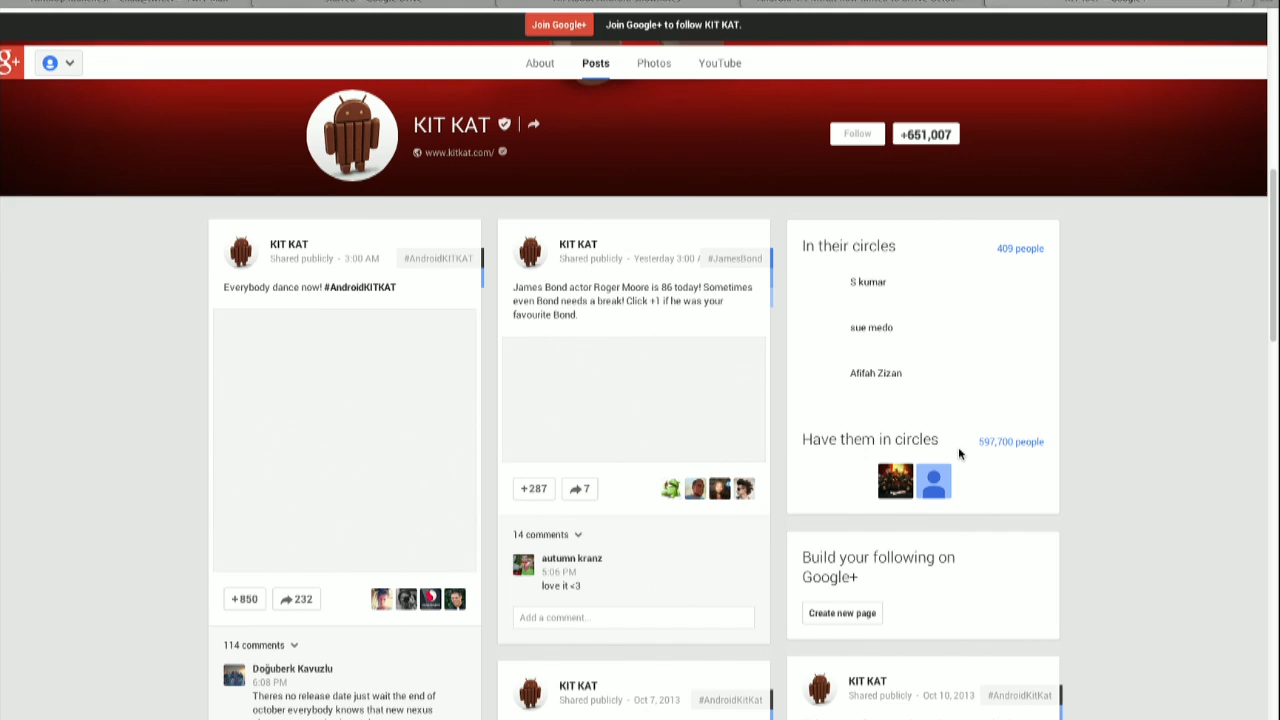 Join Google+
Join Google+ to follow KIT KAT.
g+
About
Posts
Photos
YouTube
KIT KAT
www.kitkat.com/
Follow
+651,007
KIT KAT
Shared publicly - 3:00 AM
#AndroidKITKAT
Everybody dance now! #AndroidKITKAT
+850
232
114 comments
Doğuberk Kavuzlu
6:08 PM
Theres no release date just wait the end of
october everybody knows that new nexus
KIT KAT
Shared publicly - Yesterday 3:00
#JamesBond
James Bond actor Roger Moore is 86 today! Sometimes
even Bond needs a break! Click +1 if he was your
favourite Bond.
+287
7
14 comments
autumn kranz
5:06 PM
love it <3
Add a comment...
KIT KAT
Shared publicly - Oct 7, 2013
#AndroidKitKat
In their circles
409 people
S kumar
sue medo
Afifah Zizan
Have them in circles
597,700 people
Build your following on
Google+
Create new page
KIT KAT
Shared publicly - Oct 10, 2013
#AndroidKitKat